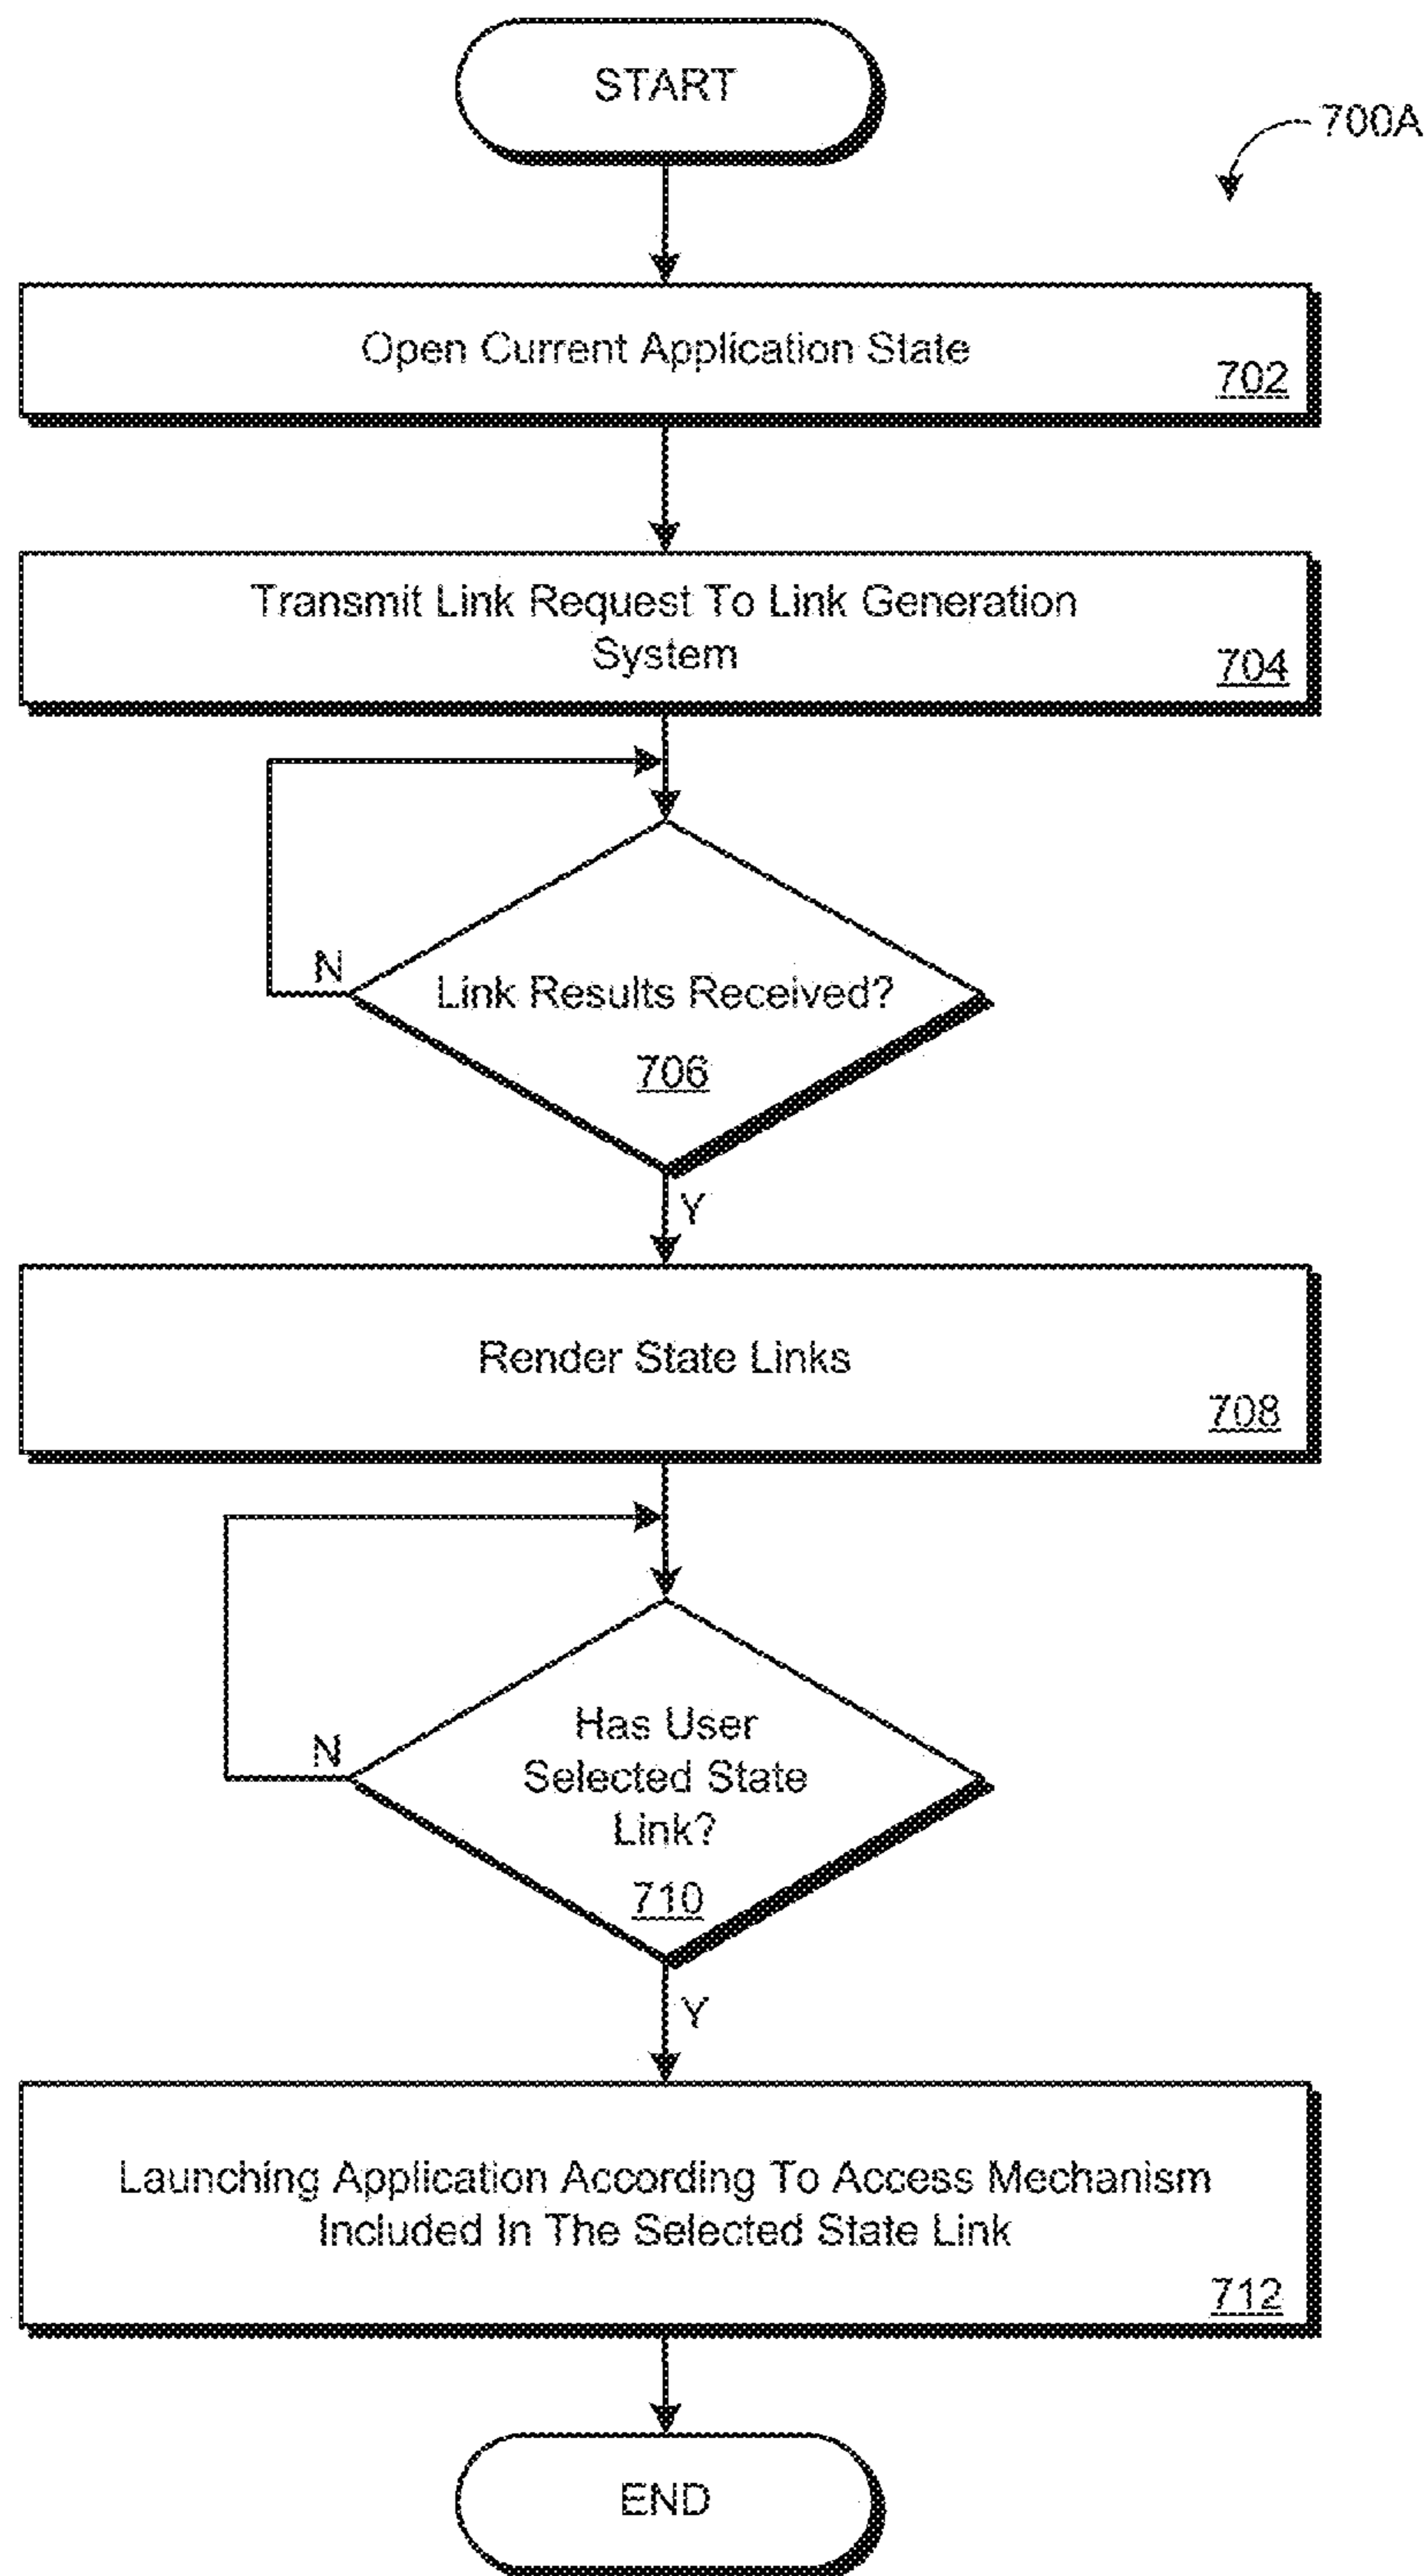 START
700A
Open Current Application State
702
Transmit Link Request To Link Generation
System
704
N
Link Results Received?
706
Y
Render State Links
708
N
Has User
Selected State
Link?
710
Y
Launching Application According To Access Mechanism
Included In The Selected State Link
712
END